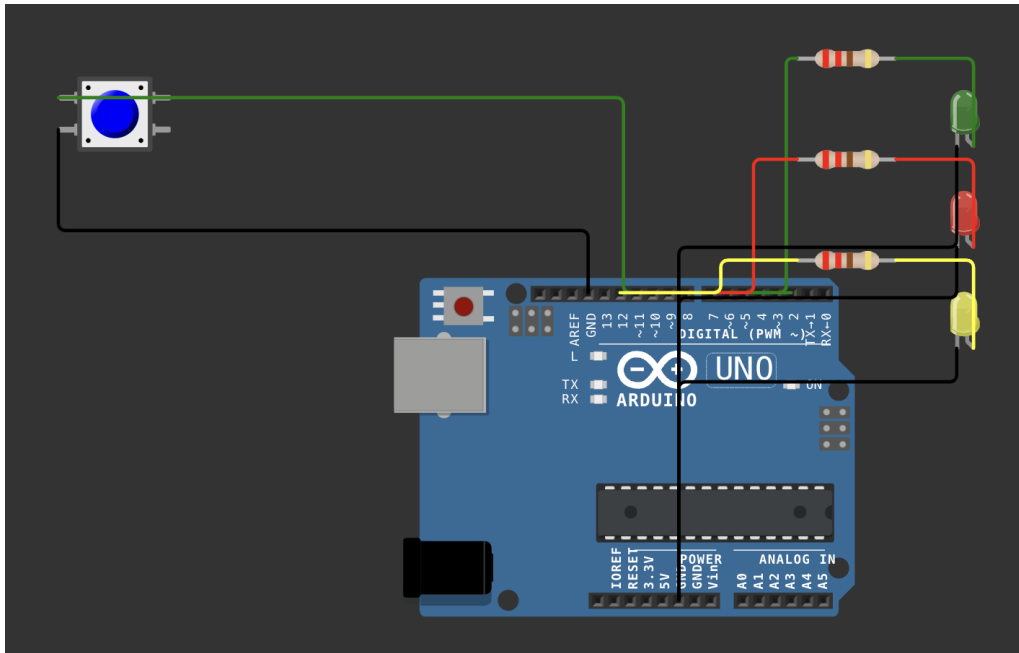 AREF
GND
13
12
~11
~10
~9
8
7
~6
~5
4
~3
2
TX→1
RX←0
DIGITAL (PWM ~)
L
TX
RX
UNO
ON
ARDUINO
IOREF
RESET
3.3V
5V
GND
GND
Vin
POWER
ANALOG IN
A0
A1
A2
A3
A4
A5